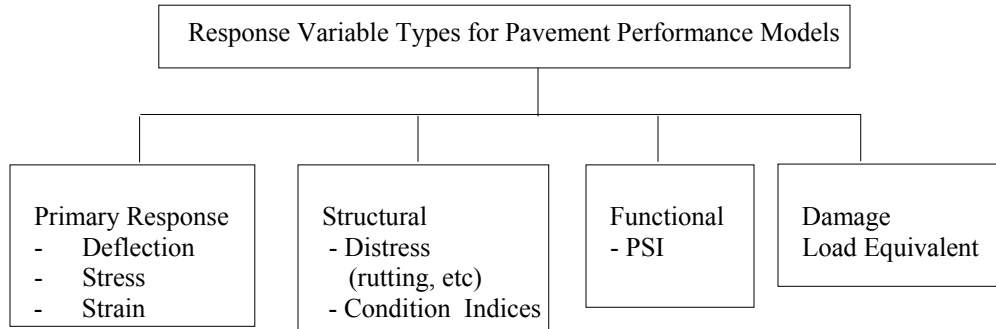 Response Variable Types for Pavement Performance Models
Primary Response
- Deflection
- Stress
- Strain
Structural
- Distress
(rutting, etc)
- Condition Indices
Functional
- PSI
Damage
Load Equivalent